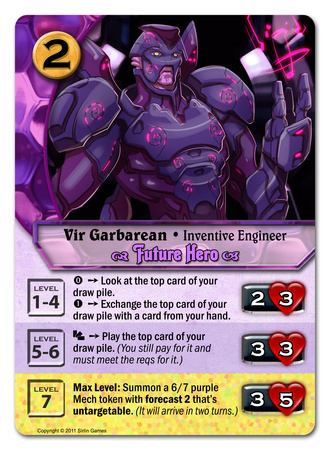 2
Vir Garbarean • Inventive Engineer
Future Hero
LEVEL
1-4
⓿ → Look at the top card of your
draw pile.
❶ → Exchange the top card of your
draw pile with a card from your hand.
2 3
LEVEL
5-6
→ Play the top card of your
draw pile. (You still pay for it and
must meet the reqs for it.)
3 3
LEVEL
7
Max Level: Summon a 6/7 purple
Mech token with forecast 2 that's
untargetable. (It will arrive in two turns.)
3 5
Copyright © 2011 Sirlin Games